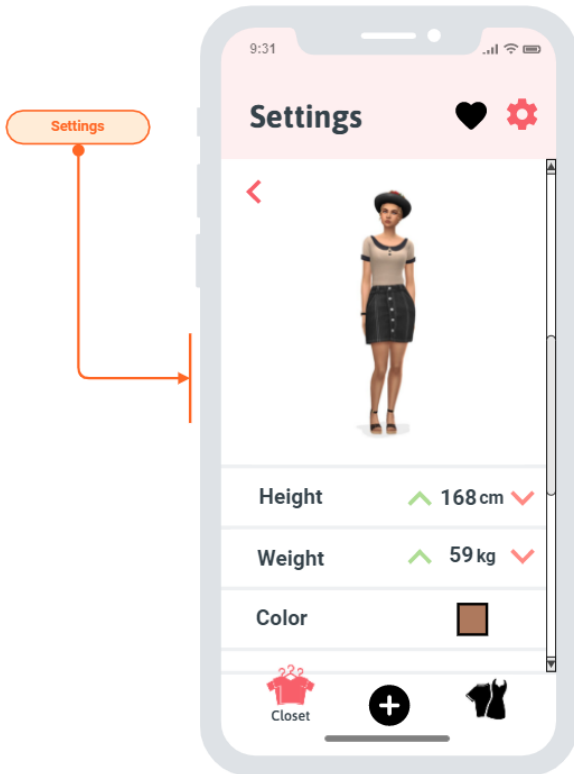 Settings
9:31
Settings
Height 168 cm
Weight 59 kg
Color
Closet